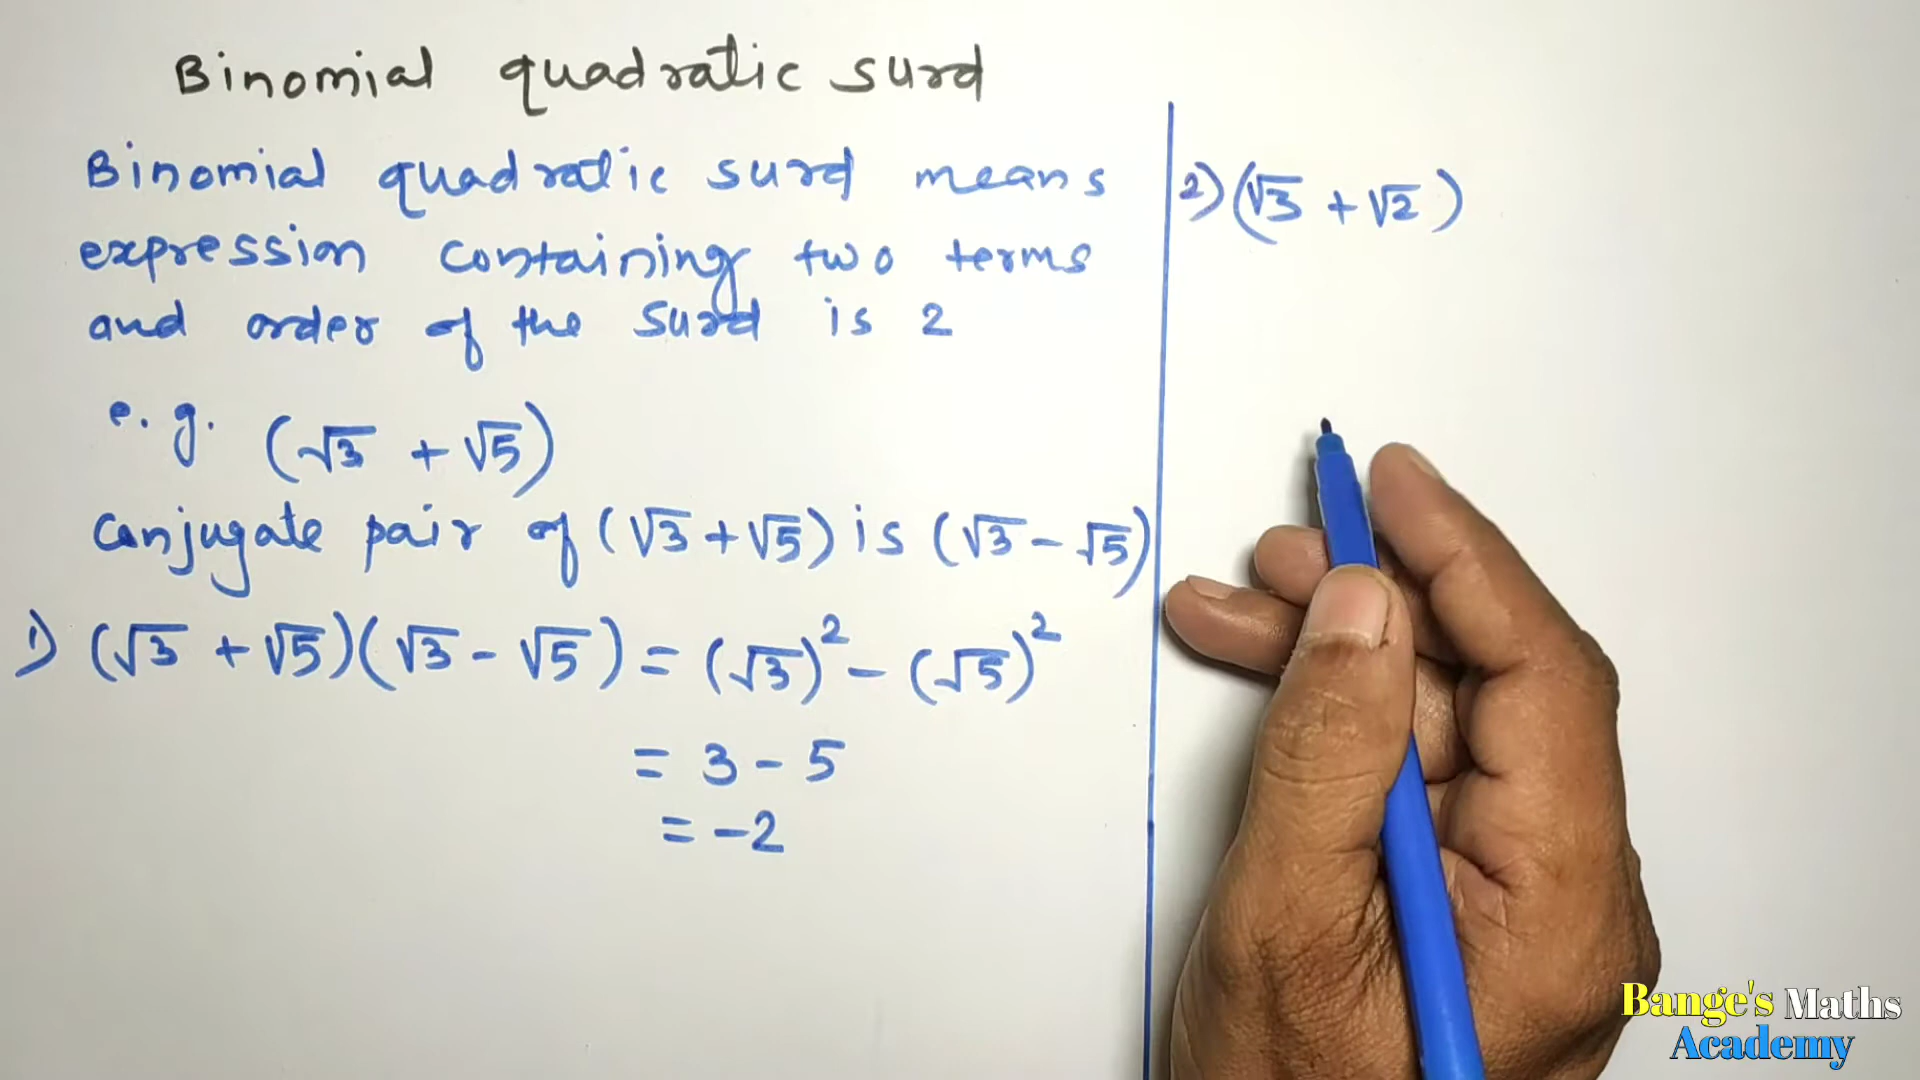 Binomial quadratic surd
Binomial quadratic surd means
expression containing two terms
and order of the surd is 2
e.g. (√3 + √5)
Conjugate pair of (√3 + √5) is (√3 - √5)
1) (√3 + √5)(√3 - √5) = (√3)² - (√5)²
= 3 - 5
= -2
2) (√3 + √2)
Bange's Maths
Academy